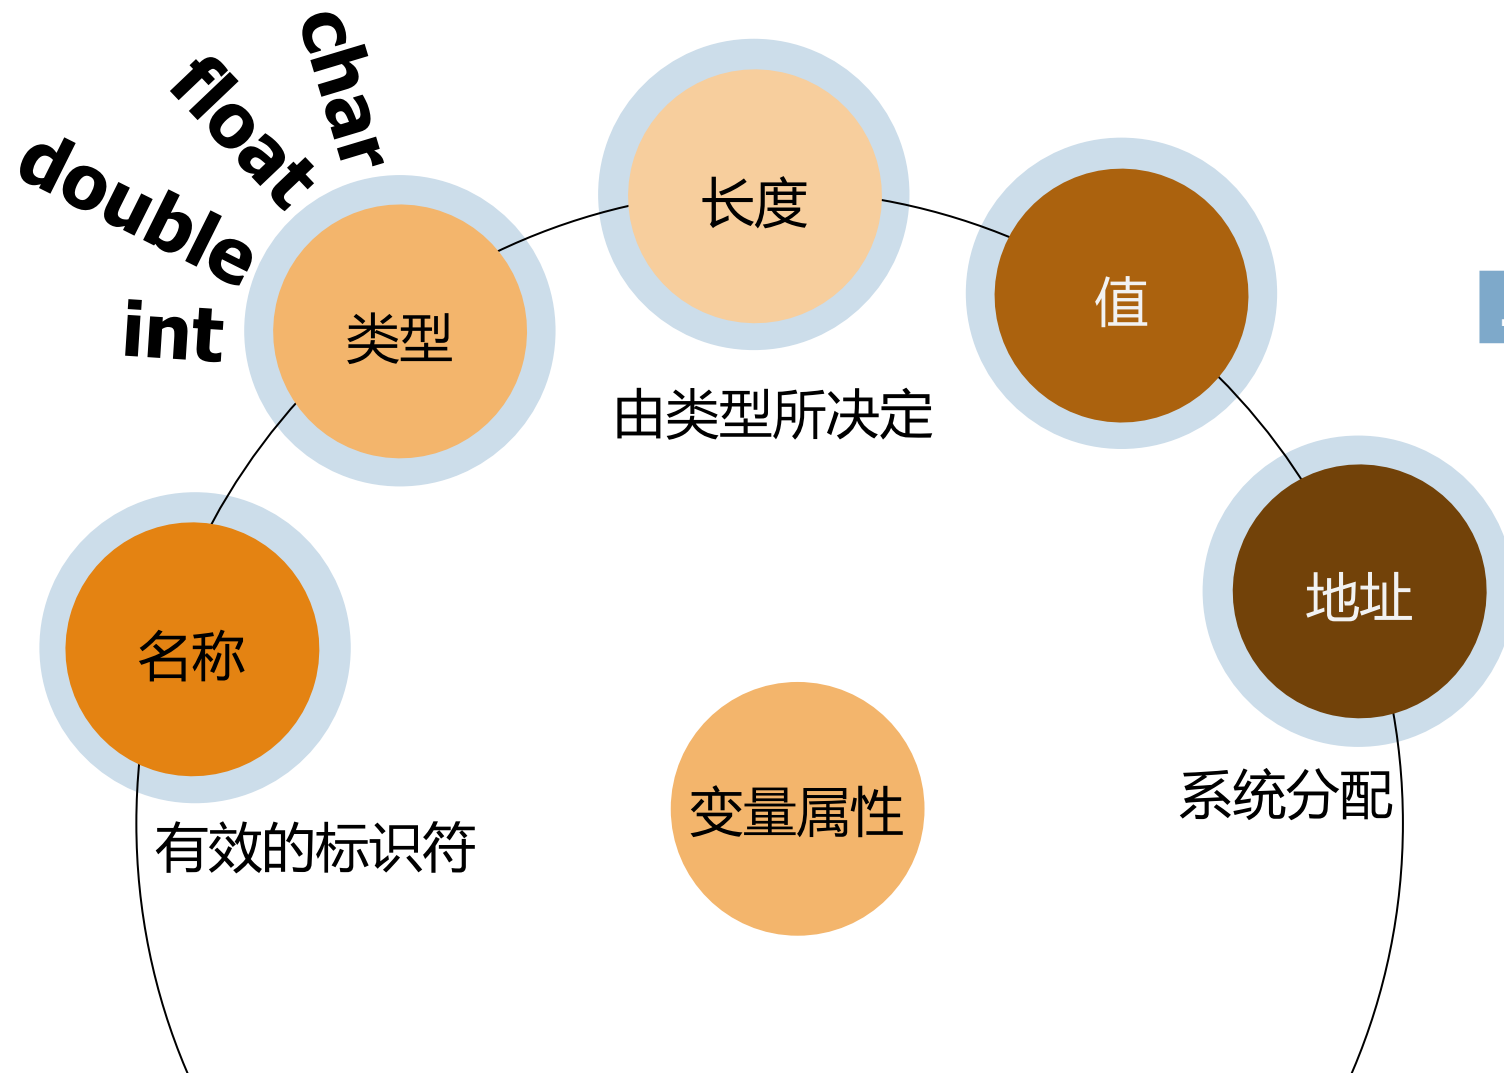 char
float
double
int
类型
长度
由类型所决定
值
地址
系统分配
名称
有效的标识符
变量属性